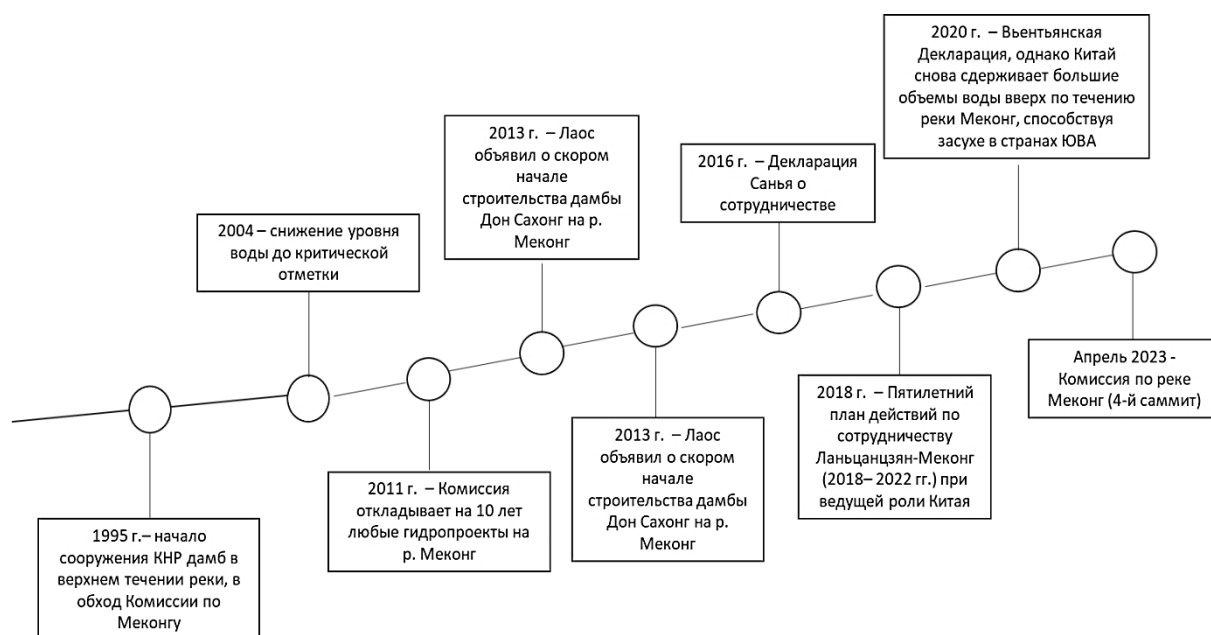 1995 г.– начало
сооружения КНР дамб в
верхнем течении реки, в
обход Комиссии по
Меконгу
2004 – снижение уровня
воды до критической
отметки
2011 г. – Комиссия
откладывает на 10 лет
любые гидропроекты на
р. Меконг
2013 г. – Лаос
объявил о скором
начале
строительства дамбы
Дон Сахонг на р.
Меконг
2013 г. – Лаос
объявил о скором
начале
строительства дамбы
Дон Сахонг на р.
Меконг
2016 г. – Декларация
Санья о
сотрудничестве
2018 г. – Пятилетний
план действий по
сотрудничеству
Ланьцанцзян-Меконг
(2018– 2022 гг.) при
ведущей роли Китая
2020 г. – Вьентьянская
Декларация, однако Китай
снова сдерживает большие
объемы воды вверх по течению
реки Меконг, способствуя
засухе в странах ЮВА
Апрель 2023 -
Комиссия по реке
Меконг (4-й саммит)